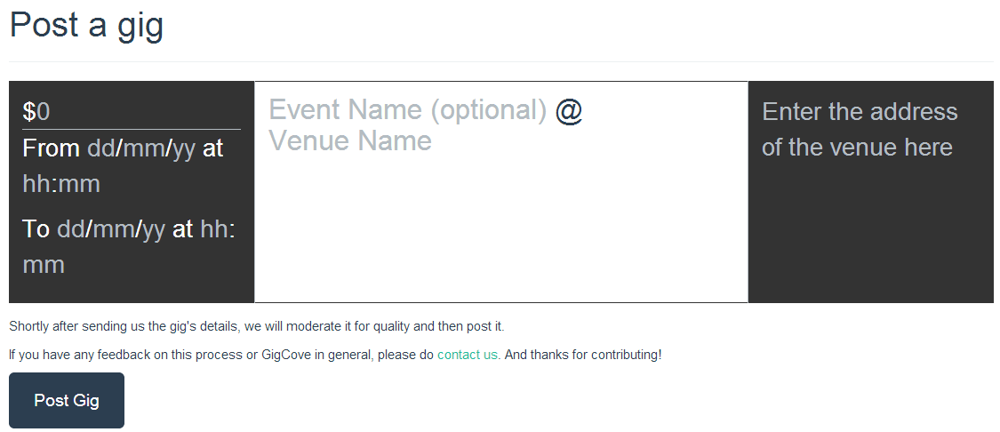 Post a gig
$0
From dd/mm/yy at
hh:mm
To dd/mm/yy at hh:
mm
Event Name (optional) @
Venue Name
Enter the address
of the venue here
Shortly after sending us the gig's details, we will moderate it for quality and then post it.
If you have any feedback on this process or GigCove in general, please do contact us. And thanks for contributing!
Post Gig